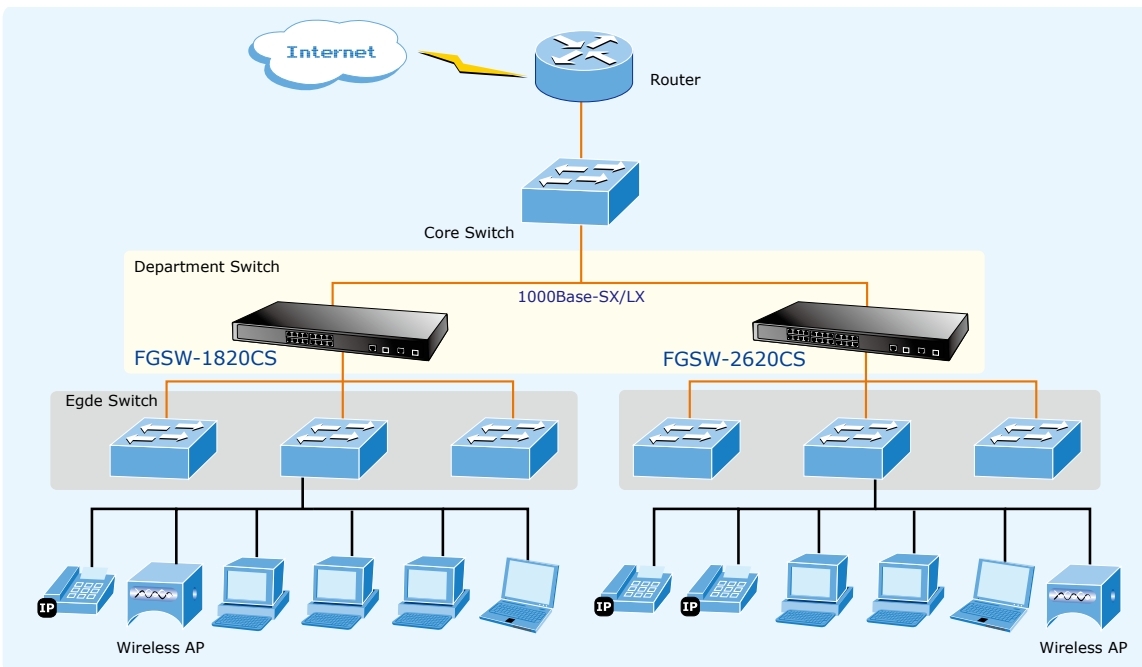 Internet
Router
Core Switch
Department Switch
1000Base-SX/LX
FGSW-1820CS
FGSW-2620CS
Egde Switch
IP
IP
IP
Wireless AP
Wireless AP